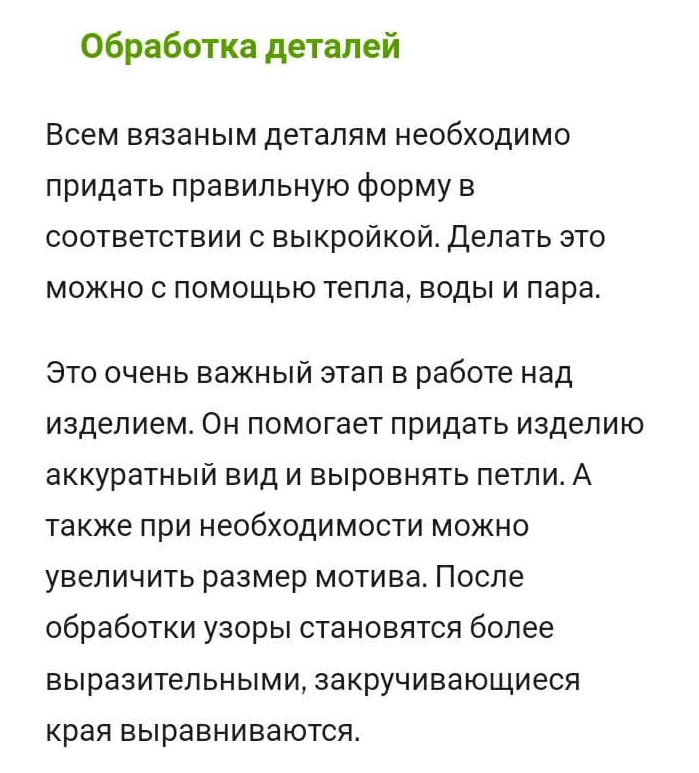 Обработка деталей
Всем вязаным деталям необходимо
придать правильную форму в
соответствии с выкройкой. Делать это
можно с помощью тепла, воды и пара.
Это очень важный этап в работе над
изделием. Он помогает придать изделию
аккуратный вид и выровнять петли. А
также при необходимости можно
увеличить размер мотива. После
обработки узоры становятся более
выразительными, закручивающиеся
края выравниваются.